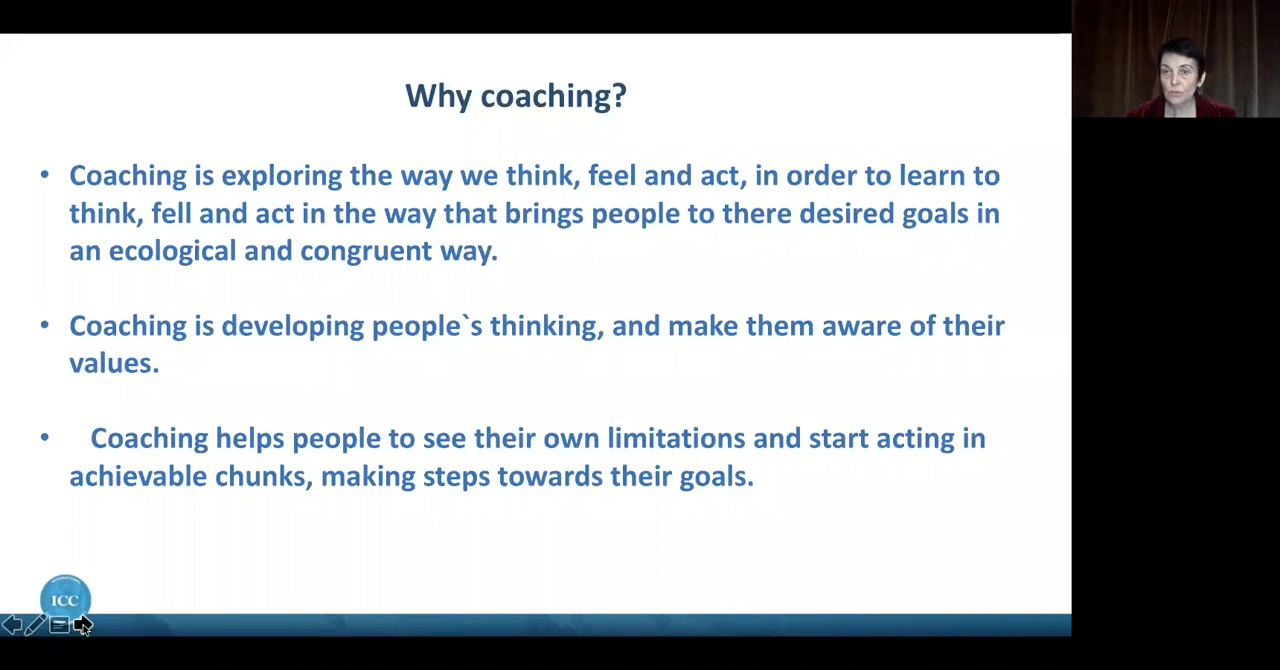 Why coaching?
• Coaching is exploring the way we think, feel and act, in order to learn to
think, fell and act in the way that brings people to there desired goals in
an ecological and congruent way.
• Coaching is developing people`s thinking, and make them aware of their
values.
• Coaching helps people to see their own limitations and start acting in
achievable chunks, making steps towards their goals.
INTERNATIONAL
ICC